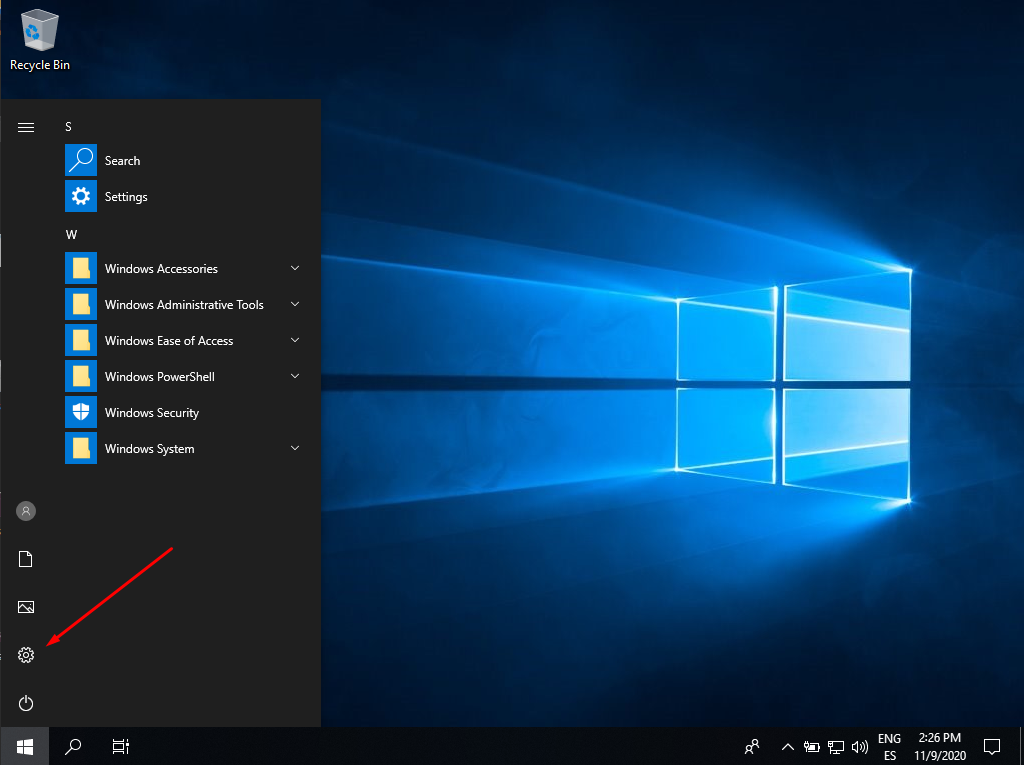 Recycle Bin
S
Search
Settings
W
Windows Accessories
Windows Administrative Tools
Windows Ease of Access
Windows PowerShell
Windows Security
Windows System
ENG
ES
2:26 PM
11/9/2020